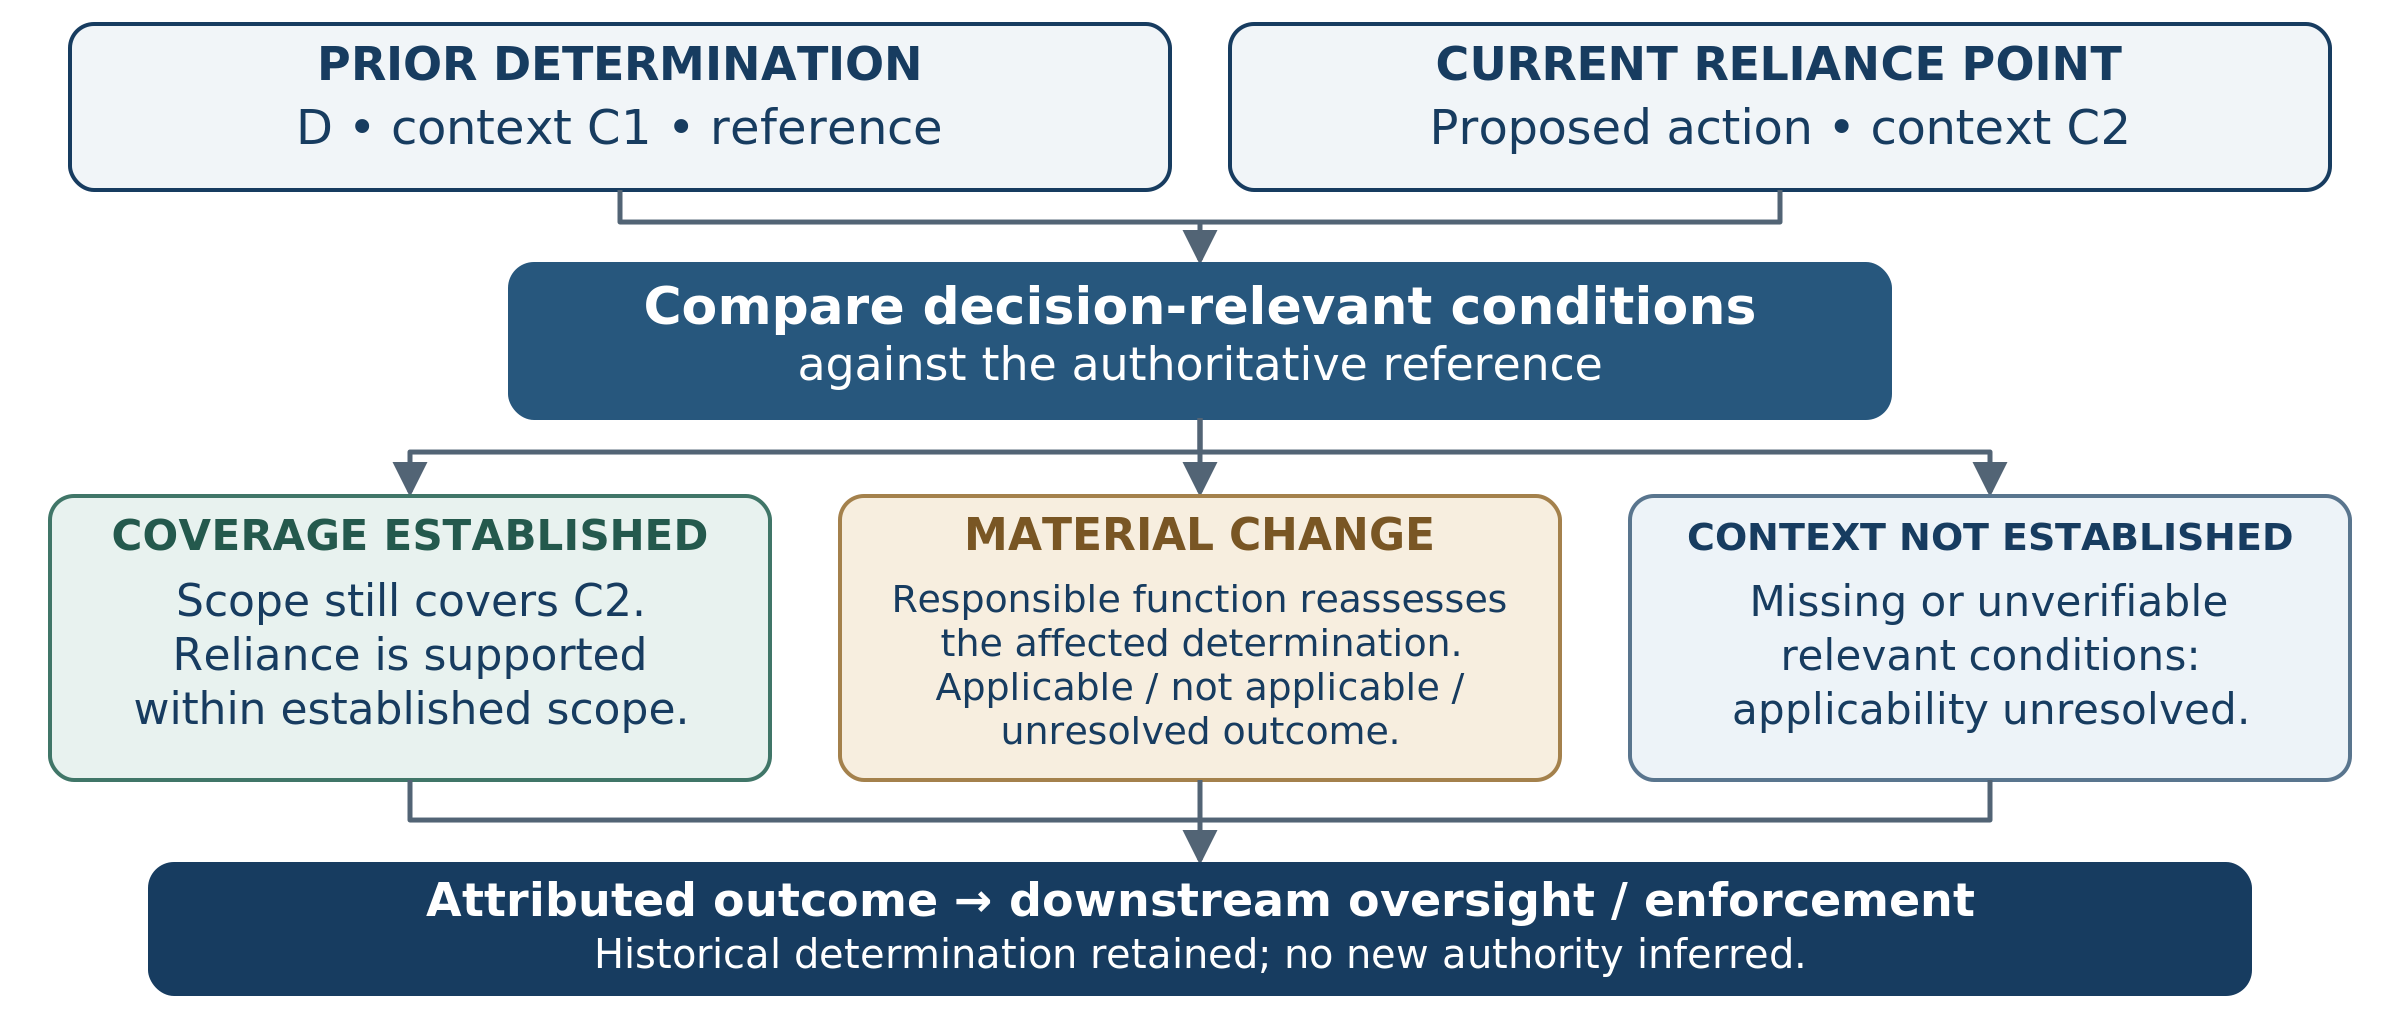 PRIOR DETERMINATION
D • context C1 • reference
CURRENT RELIANCE POINT
Proposed action • context C2
Compare decision-relevant conditions
against the authoritative reference
COVERAGE ESTABLISHED
Scope still covers C2.
Reliance is supported
within established scope.
MATERIAL CHANGE
Responsible function reassesses
the affected determination.
Applicable / not applicable /
unresolved outcome.
CONTEXT NOT ESTABLISHED
Missing or unverifiable
relevant conditions:
applicability unresolved.
Attributed outcome → downstream oversight / enforcement
Historical determination retained; no new authority inferred.